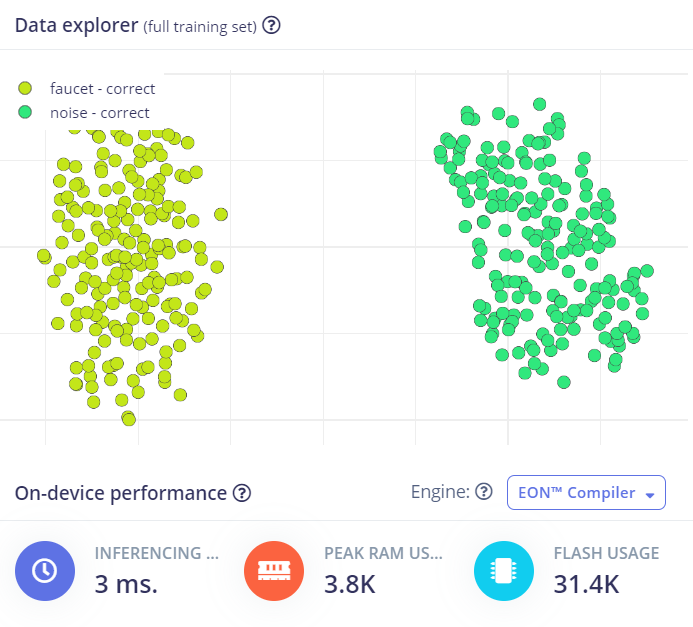 Data explorer (full training set) ?
faucet - correct
noise - correct
On-device performance ?
Engine: ?
EON™ Compiler
INFERENCING ...
3 ms.
PEAK RAM US...
3.8K
FLASH USAGE
31.4K